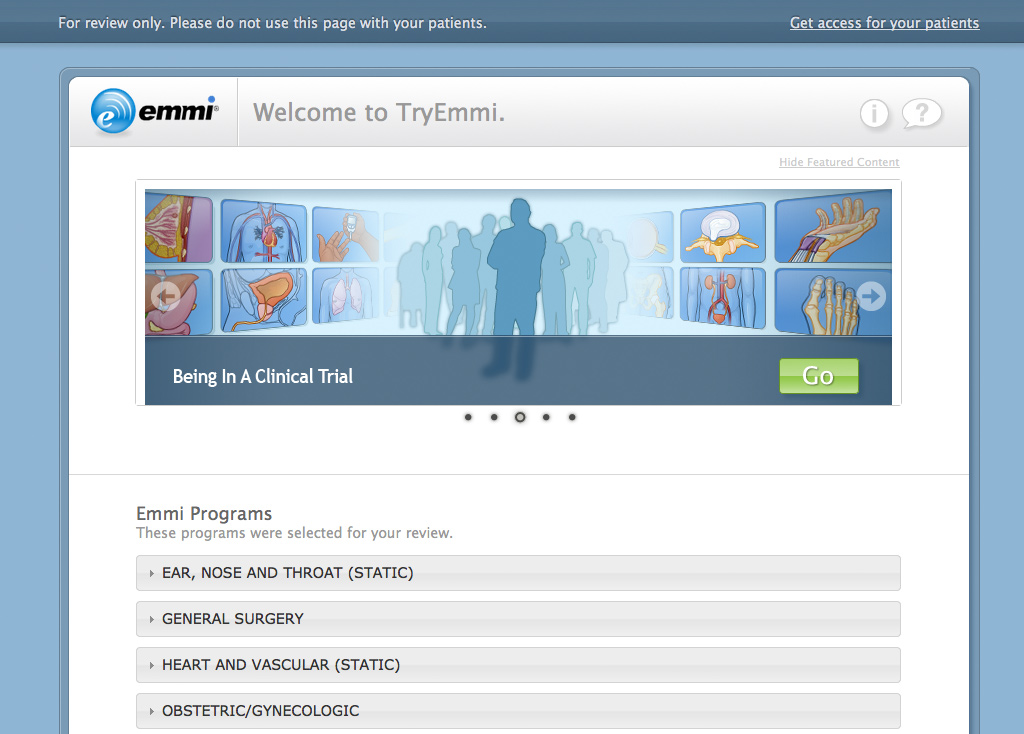 For review only. Please do not use this page with your patients.
Get access for your patients
emmi®
Welcome to TryEmmi.
i
?
Hide Featured Content
Being In A Clinical Trial
Go
Emmi Programs
These programs were selected for your review.
EAR, NOSE AND THROAT (STATIC)
GENERAL SURGERY
HEART AND VASCULAR (STATIC)
OBSTETRIC/GYNECOLOGIC